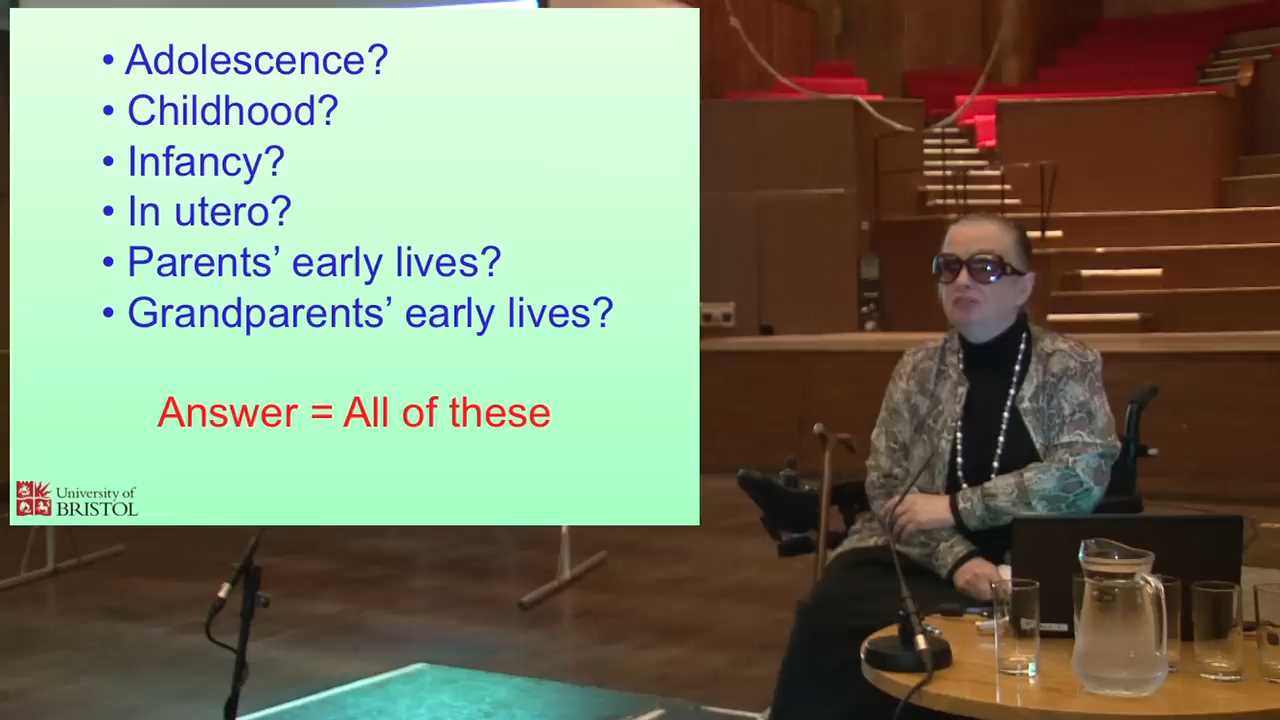 • Adolescence?
• Childhood?
• Infancy?
• In utero?
• Parents’ early lives?
• Grandparents’ early lives?
Answer = All of these
University of
BRISTOL